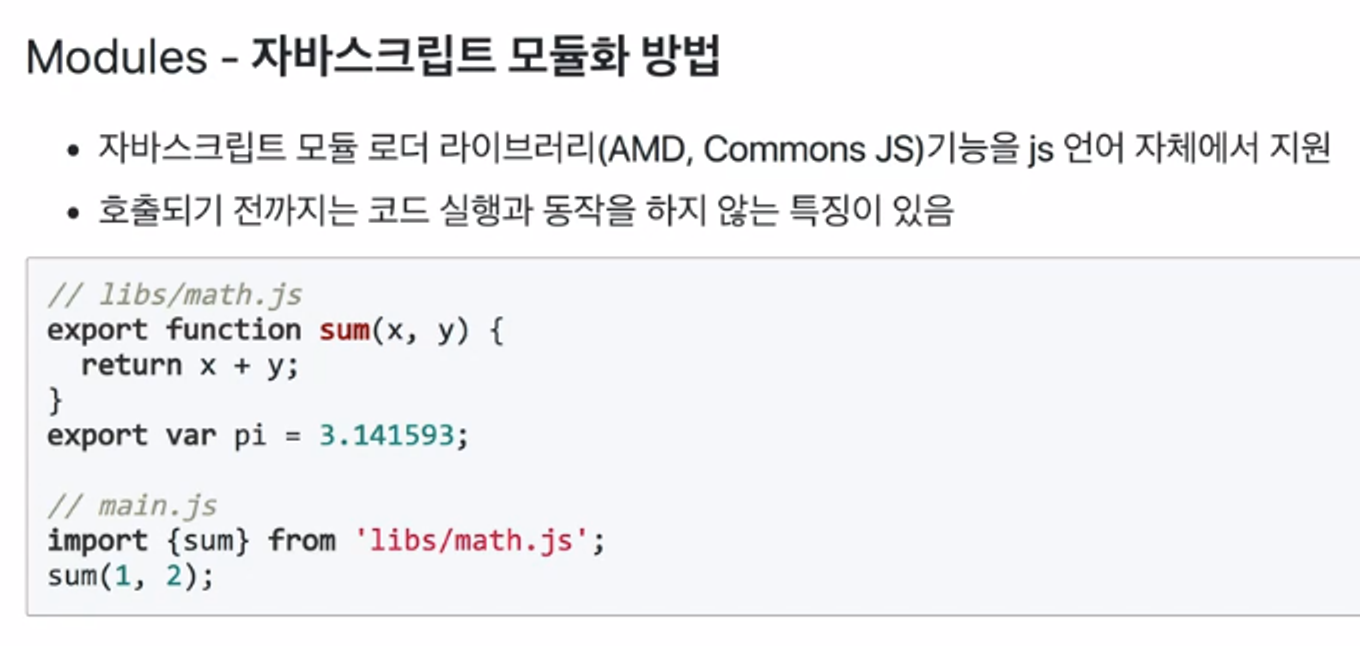 Modules - 자바스크립트 모듈화 방법
• 자바스크립트 모듈 로더 라이브러리(AMD, Commons JS)기능을 js 언어 자체에서 지원
• 호출되기 전까지는 코드 실행과 동작을 하지 않는 특징이 있음
// libs/math.js
export function sum(x, y) {
  return x + y;
}
export var pi = 3.141593;

// main.js
import {sum} from 'libs/math.js';
sum(1, 2);